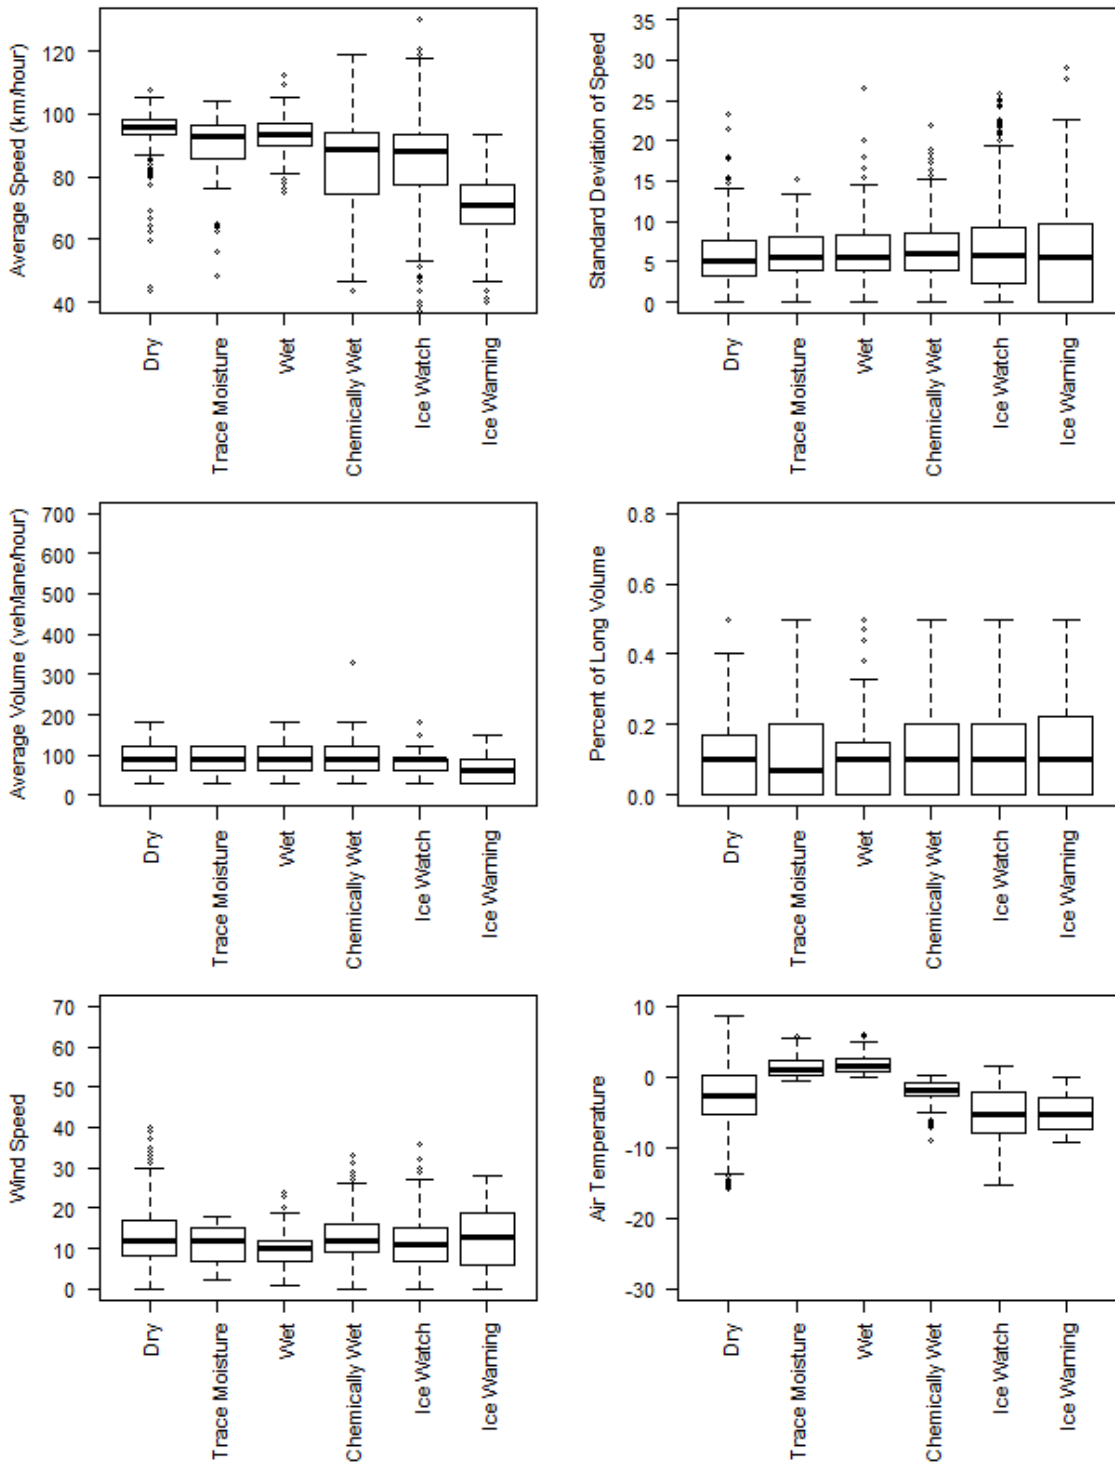 Average Speed (km/hour)
120
100
80
60
40
Dry
Trace Moisture
Wet
Chemically Wet
Ice Watch
Ice Warning
Standard Deviation of Speed
35
30
25
20
15
10
5
0
Dry
Trace Moisture
Wet
Chemically Wet
Ice Watch
Ice Warning
Average Volume (veh/lane/hour)
700
600
500
400
300
200
100
0
Dry
Trace Moisture
Wet
Chemically Wet
Ice Watch
Ice Warning
Percent of Long Volume
0.8
0.6
0.4
0.2
0.0
Dry
Trace Moisture
Wet
Chemically Wet
Ice Watch
Ice Warning
Wind Speed
70
60
50
40
30
20
10
0
Dry
Trace Moisture
Wet
Chemically Wet
Ice Watch
Ice Warning
Air Temperature
10
0
-10
-20
-30
Dry
Trace Moisture
Wet
Chemically Wet
Ice Watch
Ice Warning